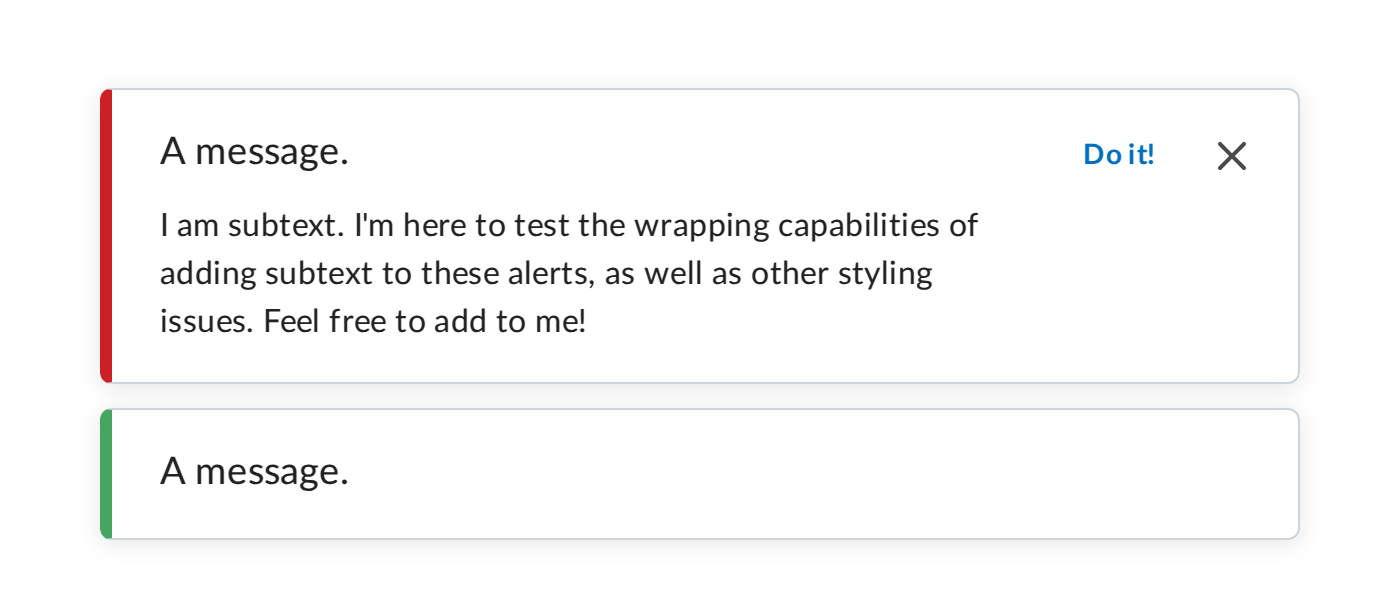 A message.
Do it!
I am subtext. I'm here to test the wrapping capabilities of
adding subtext to these alerts, as well as other styling
issues. Feel free to add to me!
A message.